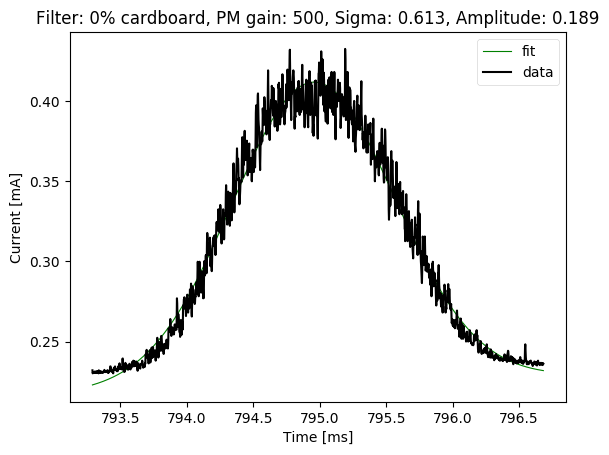 Filter: 0% cardboard, PM gain: 500, Sigma: 0.613, Amplitude: 0.189
fit
data
0.40
0.35
0.30
0.25
Current [mA]
793.5 794.0 794.5 795.0 795.5 796.0 796.5
Time [ms]